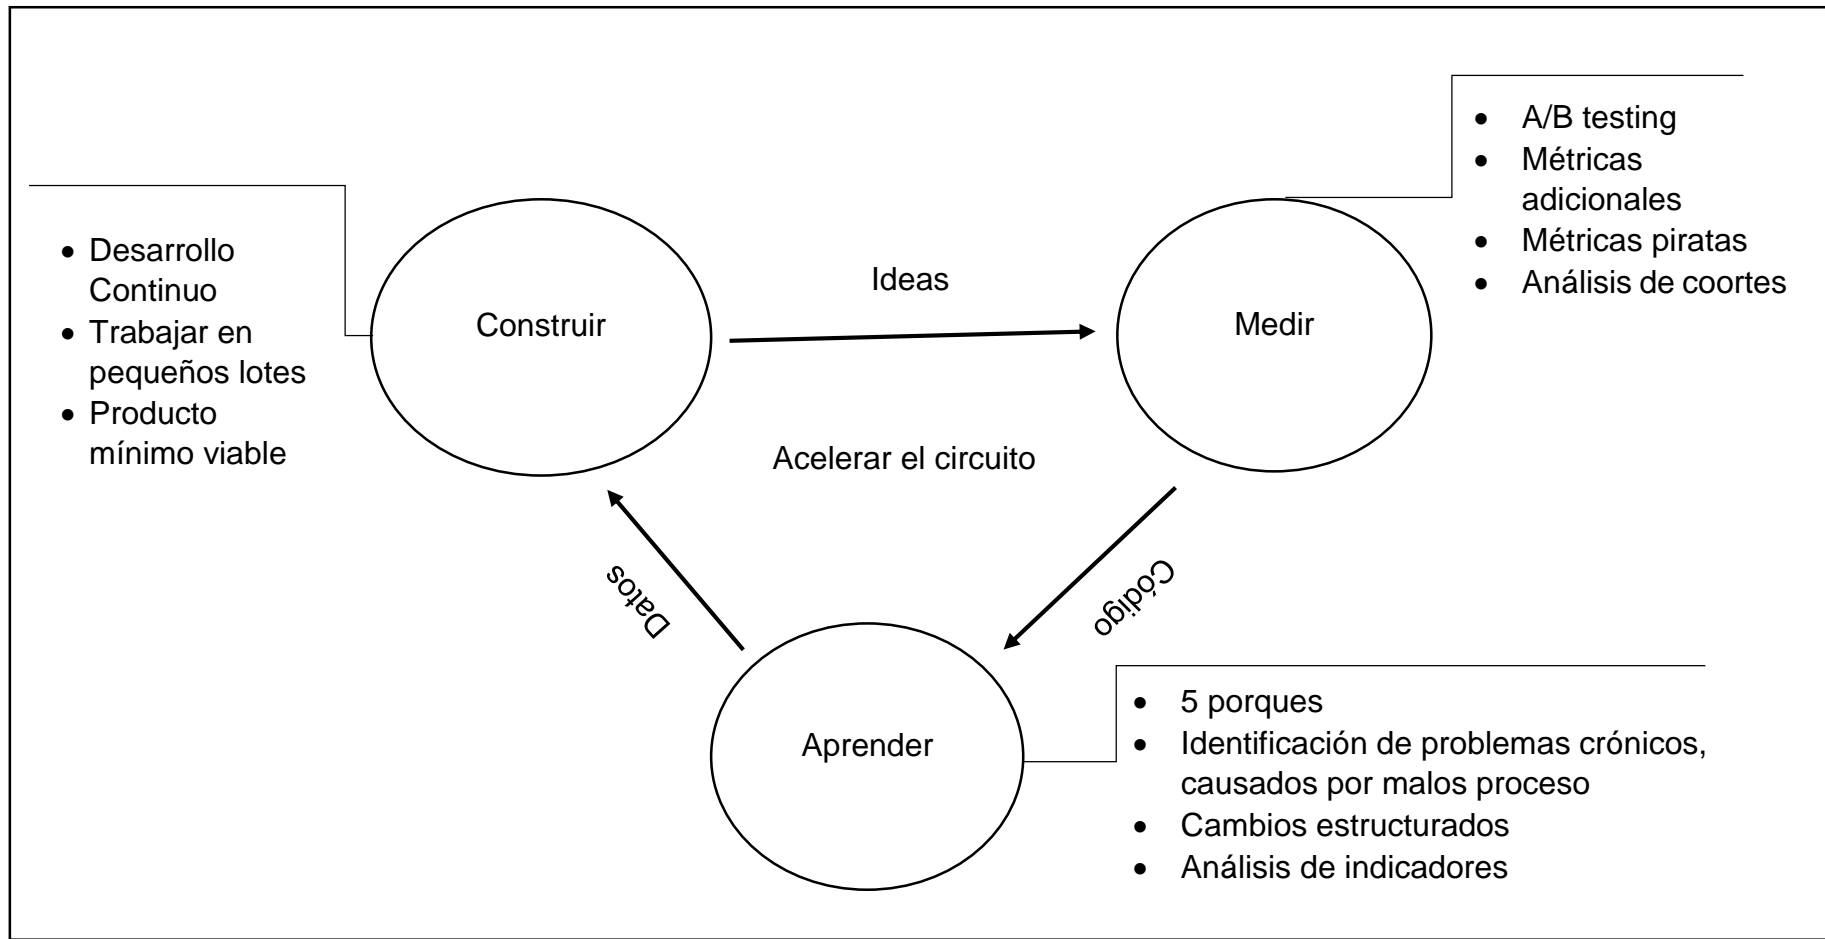 • Desarrollo
Continuo
• Trabajar en
pequeños lotes
• Producto
mínimo viable
Construir
Ideas
Medir
• A/B testing
• Métricas
adicionales
• Métricas piratas
• Análisis de coortes
Acelerar el circuito
Datos
Código
Aprender
• 5 porques
• Identificación de problemas crónicos,
causados por malos proceso
• Cambios estructurados
• Análisis de indicadores